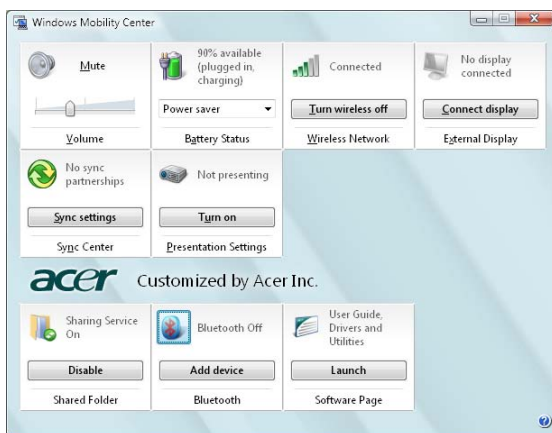 Windows Mobility Center
Mute
Volume
90% available
(plugged in,
charging)
Power saver
Battery Status
Connected
Turn wireless off
Wireless Network
No display
connected
Connect display
External Display
No sync
partnerships
Sync settings
Sync Center
Not presenting
Turn on
Presentation Settings
acer Customized by Acer Inc.
Sharing Service
On
Disable
Shared Folder
Bluetooth Off
Add device
Bluetooth
User Guide,
Drivers and
Utilities
Launch
Software Page